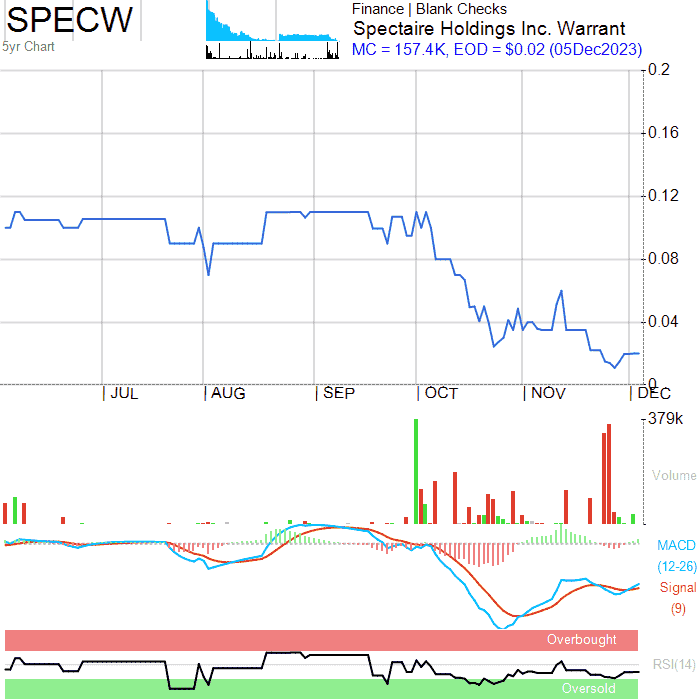 SPECW
5yr Chart
Finance | Blank Checks
Spectaire Holdings Inc. Warrant
MC = 157.4K, EOD = $0.02 (05Dec2023)
0.2
0.16
0.12
0.08
0.04
0
JUL AUG SEP OCT NOV DEC
379k
Volume
MACD
(12-26)
Signal
(9)
Overbought
RSI(14)
Oversold